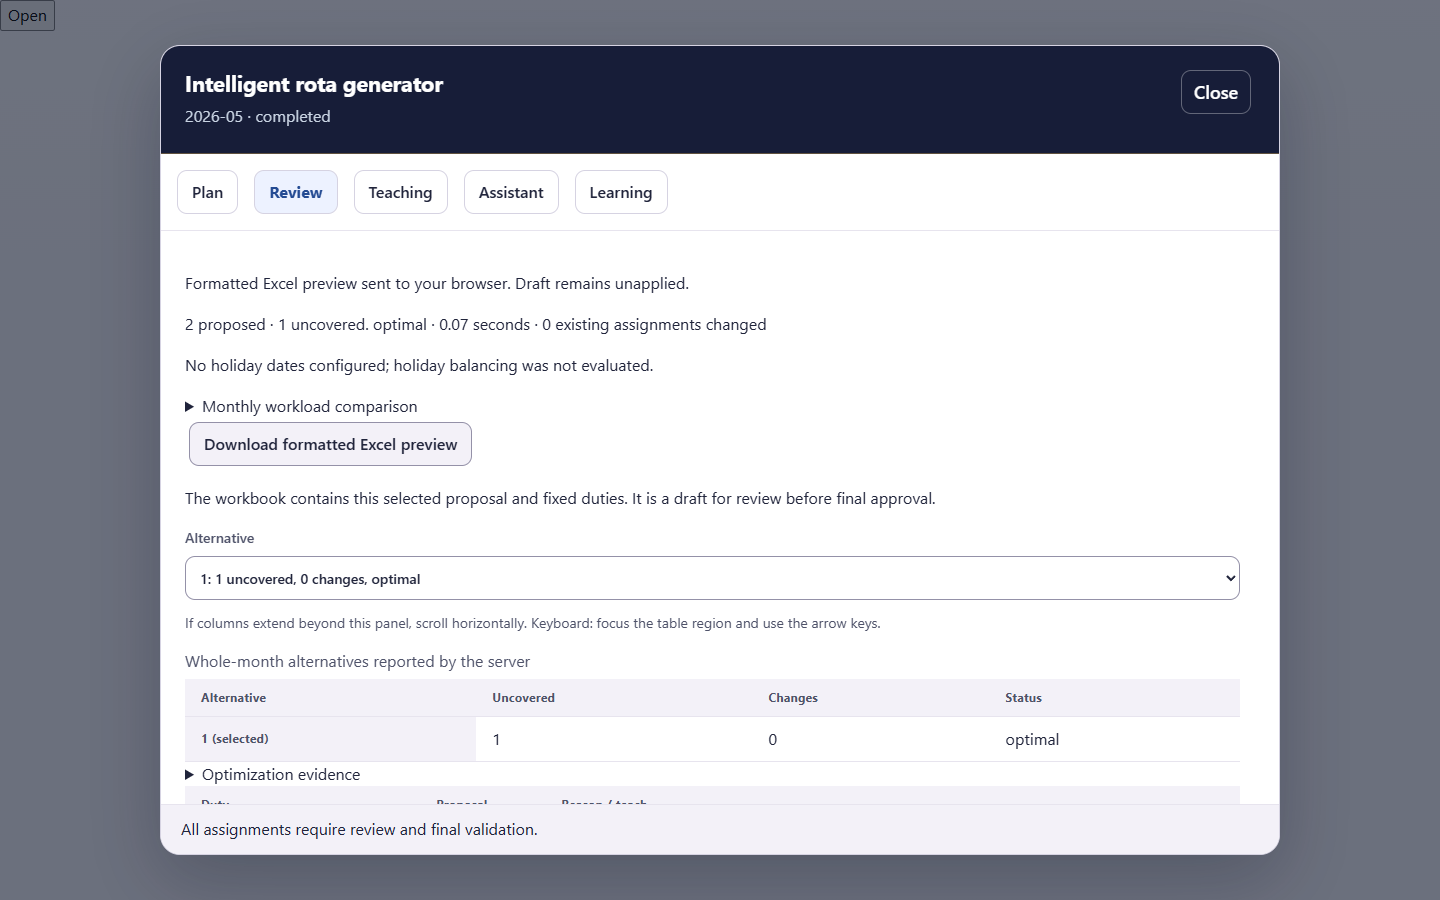 Open
Intelligent rota generator
2026-05 · completed
Close
Plan
Review
Teaching
Assistant
Learning
Formatted Excel preview sent to your browser. Draft remains unapplied.
2 proposed · 1 uncovered. optimal · 0.07 seconds · 0 existing assignments changed
No holiday dates configured; holiday balancing was not evaluated.
Monthly workload comparison
Download formatted Excel preview
The workbook contains this selected proposal and fixed duties. It is a draft for review before final approval.
Alternative
1: 1 uncovered, 0 changes, optimal
If columns extend beyond this panel, scroll horizontally. Keyboard: focus the table region and use the arrow keys.
Whole-month alternatives reported by the server
Alternative Uncovered Changes Status
1 (selected) 1 0 optimal
Optimization evidence
Duty Proposal Reason / teach
All assignments require review and final validation.